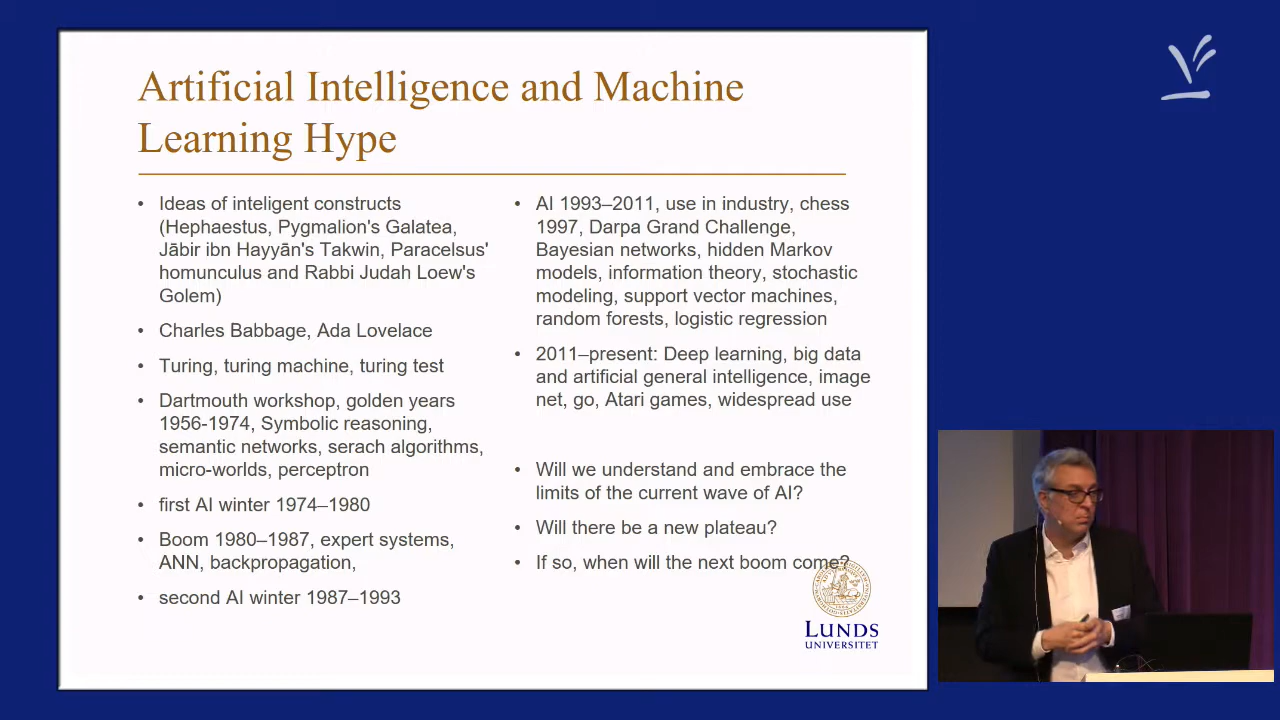 Artificial Intelligence and Machine
Learning Hype
• Ideas of inteligent constructs
(Hephaestus, Pygmalion's Galatea,
Jābir ibn Hayyān's Takwin, Paracelsus'
homunculus and Rabbi Judah Loew's
Golem)
• Charles Babbage, Ada Lovelace
• Turing, turing machine, turing test
• Dartmouth workshop, golden years
1956-1974, Symbolic reasoning,
semantic networks, serach algorithms,
micro-worlds, perceptron
• first AI winter 1974–1980
• Boom 1980–1987, expert systems,
ANN, backpropagation,
• second AI winter 1987–1993
• AI 1993–2011, use in industry, chess
1997, Darpa Grand Challenge,
Bayesian networks, hidden Markov
models, information theory, stochastic
modeling, support vector machines,
random forests, logistic regression
• 2011–present: Deep learning, big data
and artificial general intelligence, image
net, go, Atari games, widespread use
• Will we understand and embrace the
limits of the current wave of AI?
• Will there be a new plateau?
• If so, when will the next boom come?
LUNDS
UNIVERSITET